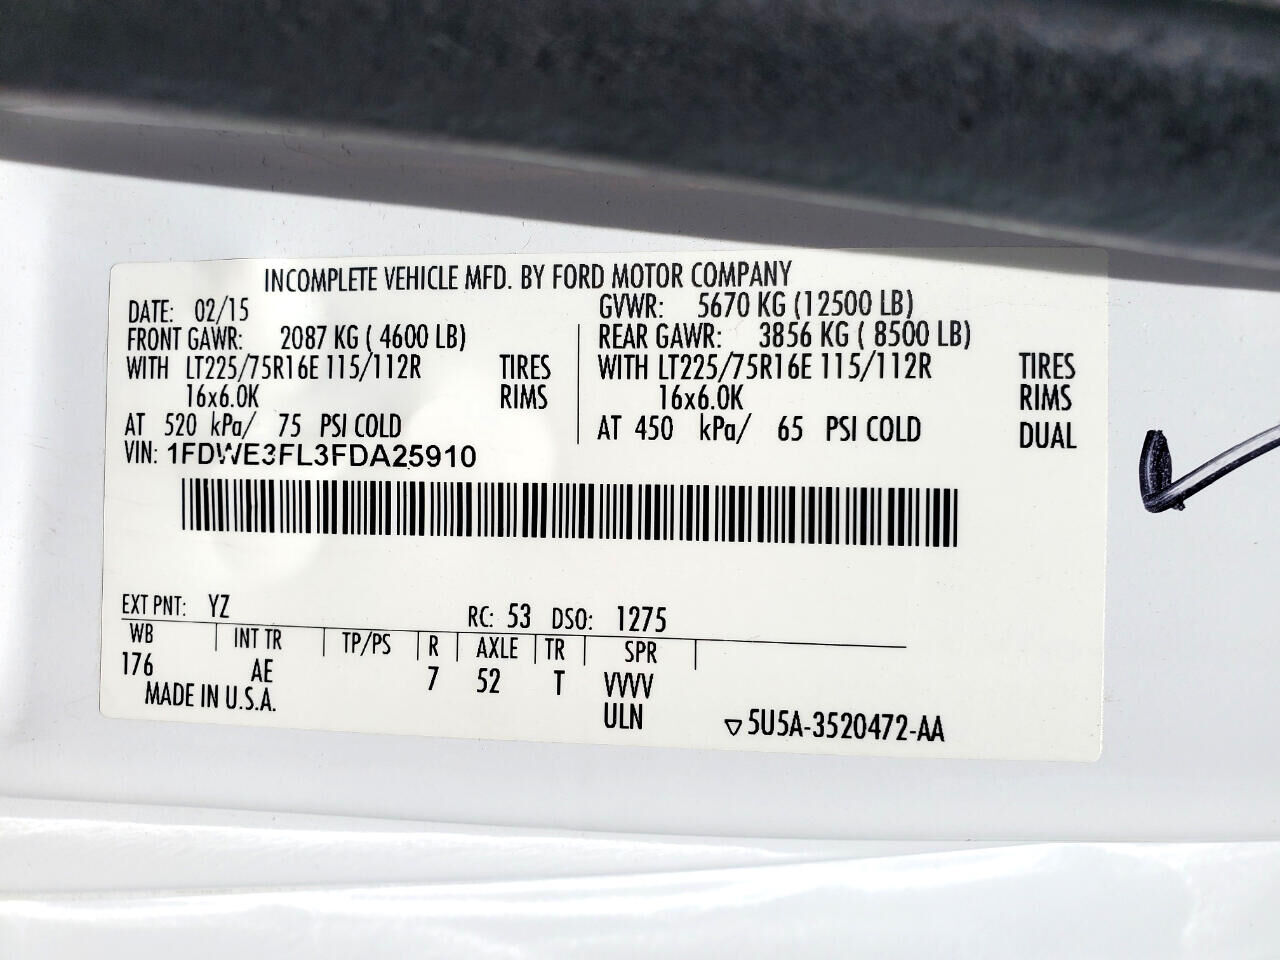 INCOMPLETE VEHICLE MFD. BY FORD MOTOR COMPANY
DATE: 02/15 GVWR: 5670 KG (12500 LB)
FRONT GAWR: 2087 KG ( 4600 LB) REAR GAWR: 3856 KG ( 8500 LB)
WITH LT225/75R16E 115/112R TIRES WITH LT225/75R16E 115/112R TIRES
16x6.0K RIMS 16x6.0K RIMS
AT 520 kPa/ 75 PSI COLD AT 450 kPa/ 65 PSI COLD DUAL
VIN: 1FDWE3FL3FDA25910
EXT PNT: YZ RC: 53 DSO: 1275
WB INT TR TP/PS R AXLE TR SPR
176 AE 7 52 T VVVV
MADE IN U.S.A. ULN ▽5U5A-3520472-AA